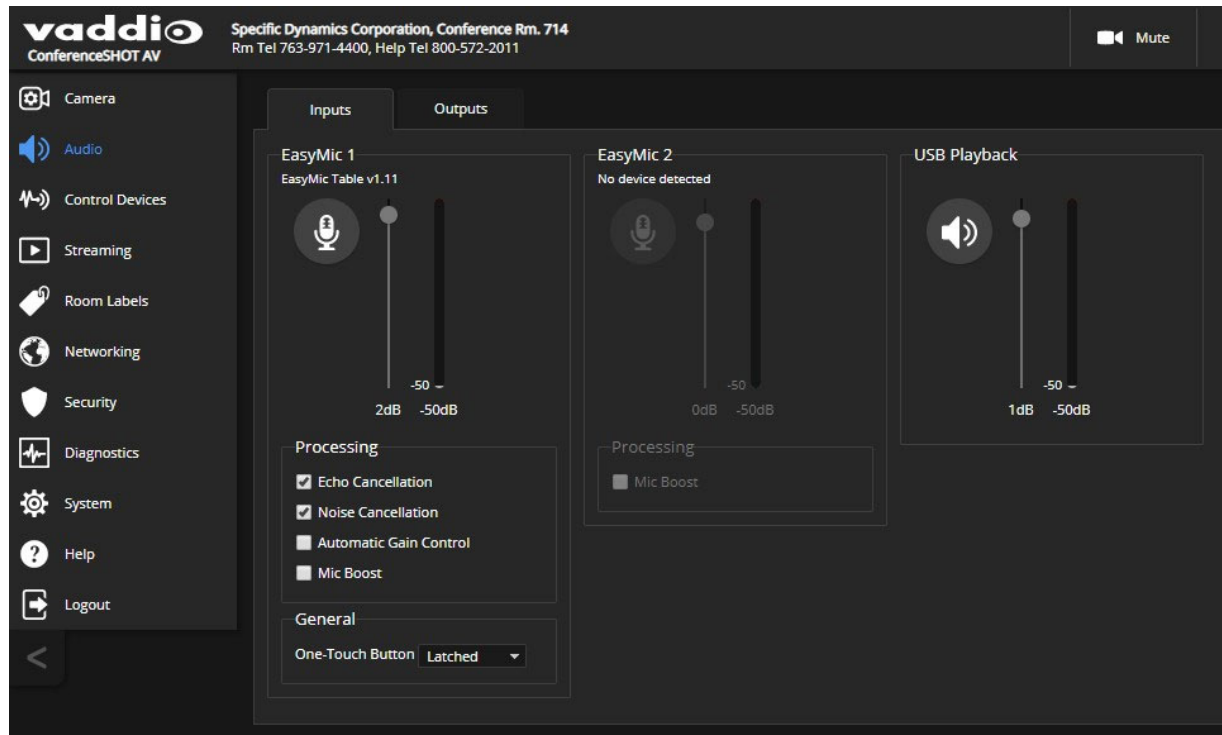 vaddio
ConferenceSHOT AV
Specific Dynamics Corporation, Conference Rm. 714
Rm Tel 763-971-4400, Help Tel 800-572-2011
Mute
Camera
Audio
Control Devices
Streaming
Room Labels
Networking
Security
Diagnostics
System
Help
Logout
<
Inputs
Outputs
EasyMic 1
EasyMic Table v1.11
-50
2dB -50dB
Processing
Echo Cancellation
Noise Cancellation
Automatic Gain Control
Mic Boost
General
One-Touch Button Latched
EasyMic 2
No device detected
-50
0dB -50dB
Processing
Mic Boost
USB Playback
-50
1dB -50dB